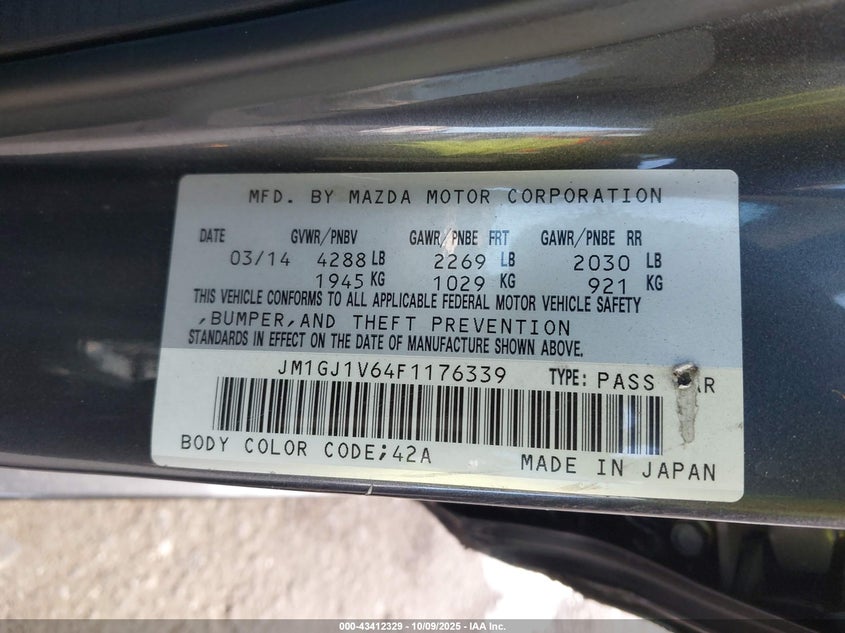 MFD. BY MAZDA MOTOR CORPORATION
DATE GVWR/PNBV GAWR/PNBE FRT GAWR/PNBE RR
03/14 4288 LB 2269 LB 2030 LB
1945 KG 1029 KG 921 KG
THIS VEHICLE CONFORMS TO ALL APPLICABLE FEDERAL MOTOR VEHICLE SAFETY
,BUMPER,AND THEFT PREVENTION
STANDARDS IN EFFECT ON THE DATE OF MANUFACTURE SHOWN ABOVE.
JM1GJ1V64F1176339 TYPE: PASS AR
BODY COLOR CODE;42A
MADE IN JAPAN
000-43412329 - 10/09/2025 - IAA Inc.